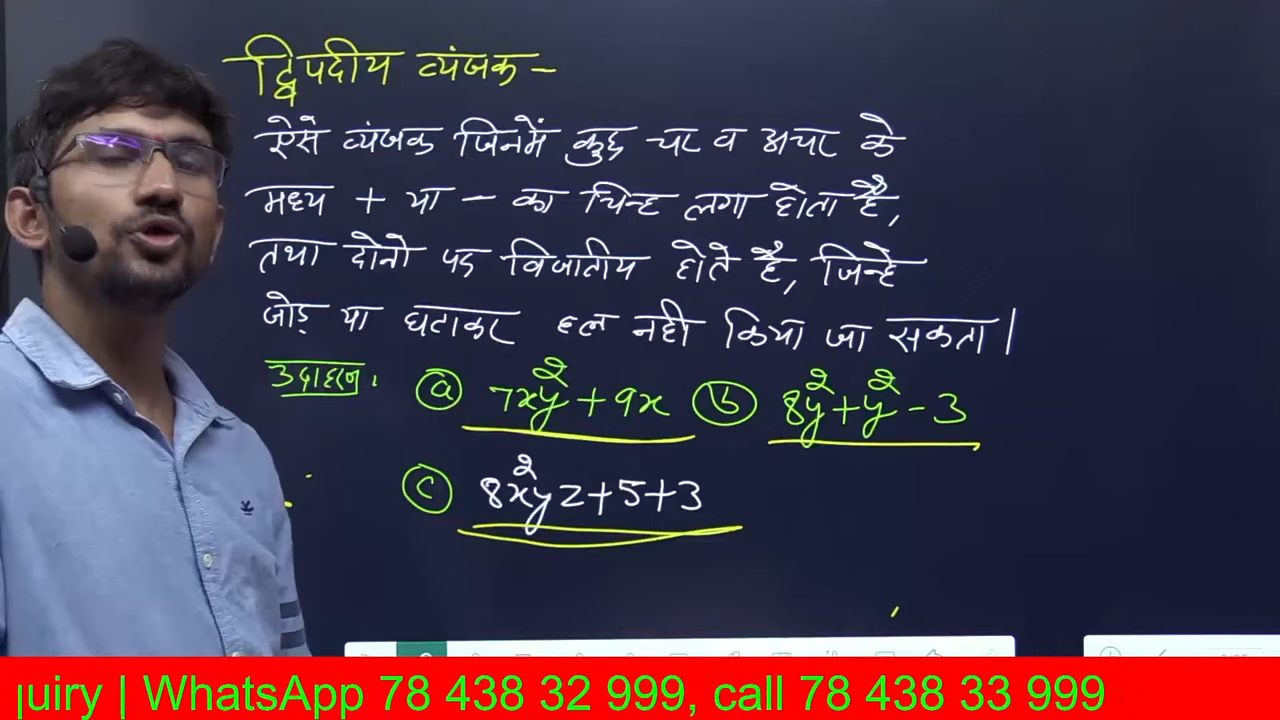 द्विपदीय व्यंजक -
ऐसे व्यंजक जिनमें कुछ चर व अचर के
मध्य + या - का चिन्ह लगा होता है,
तथा दोनो पद विजातीय होते है, जिन्हे
जोड़ या घटाकर हल नही किया जा सकता।
उदाहरण: (a) 7xy² + 9x (b) 8y² + y² - 3
(c) 8x²yz + 5 + 3
quiry | WhatsApp 78 438 32 999, call 78 438 33 999